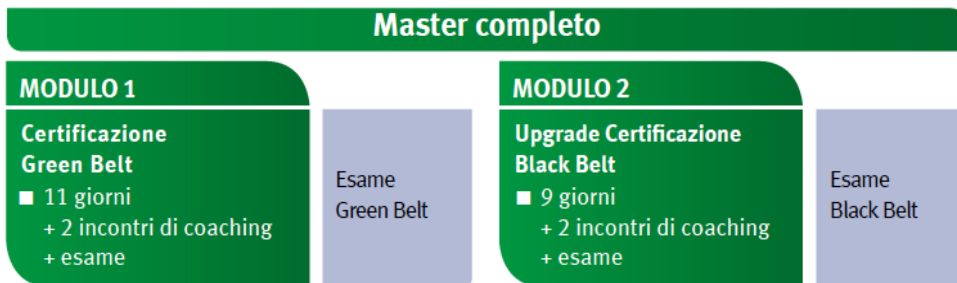 Master completo
MODULO 1
Certificazione
Green Belt
■ 11 giorni
+ 2 incontri di coaching
+ esame
Esame
Green Belt
MODULO 2
Upgrade Certificazione
Black Belt
■ 9 giorni
+ 2 incontri di coaching
+ esame
Esame
Black Belt